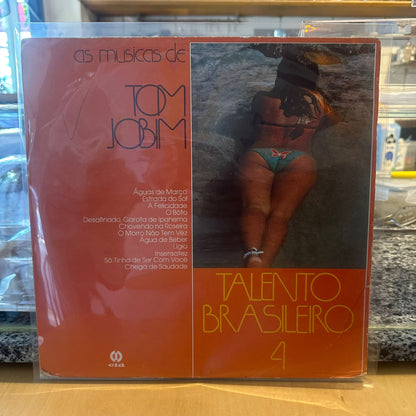 as musicas de
TOM
JOBIM
Águas de Março
Estrada do Sol
A Felicidade
O Bôto
Desafinado, Garota de Ipanema
Chovendo na Roseira
O Morro Não Tem Vez
Água de Beber
Ligia
Insensatez
Só Tinha de Ser Com Você
Chega de Saudade
TALENTO
BRASILEIRO
4
cid